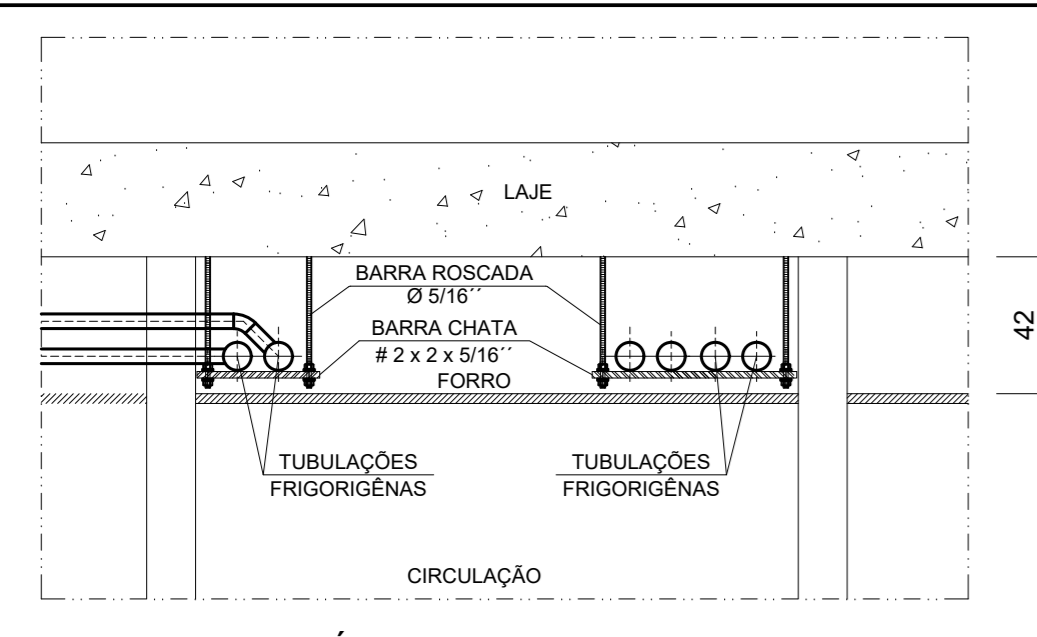 LAJE
BARRA ROSCADA
Ø 5/16´´
BARRA CHATA
# 2 x 2 x 5/16´´
FORRO
42
TUBULAÇÕES
FRIGORIGÊNAS
TUBULAÇÕES
FRIGORIGÊNAS
CIRCULAÇÃO